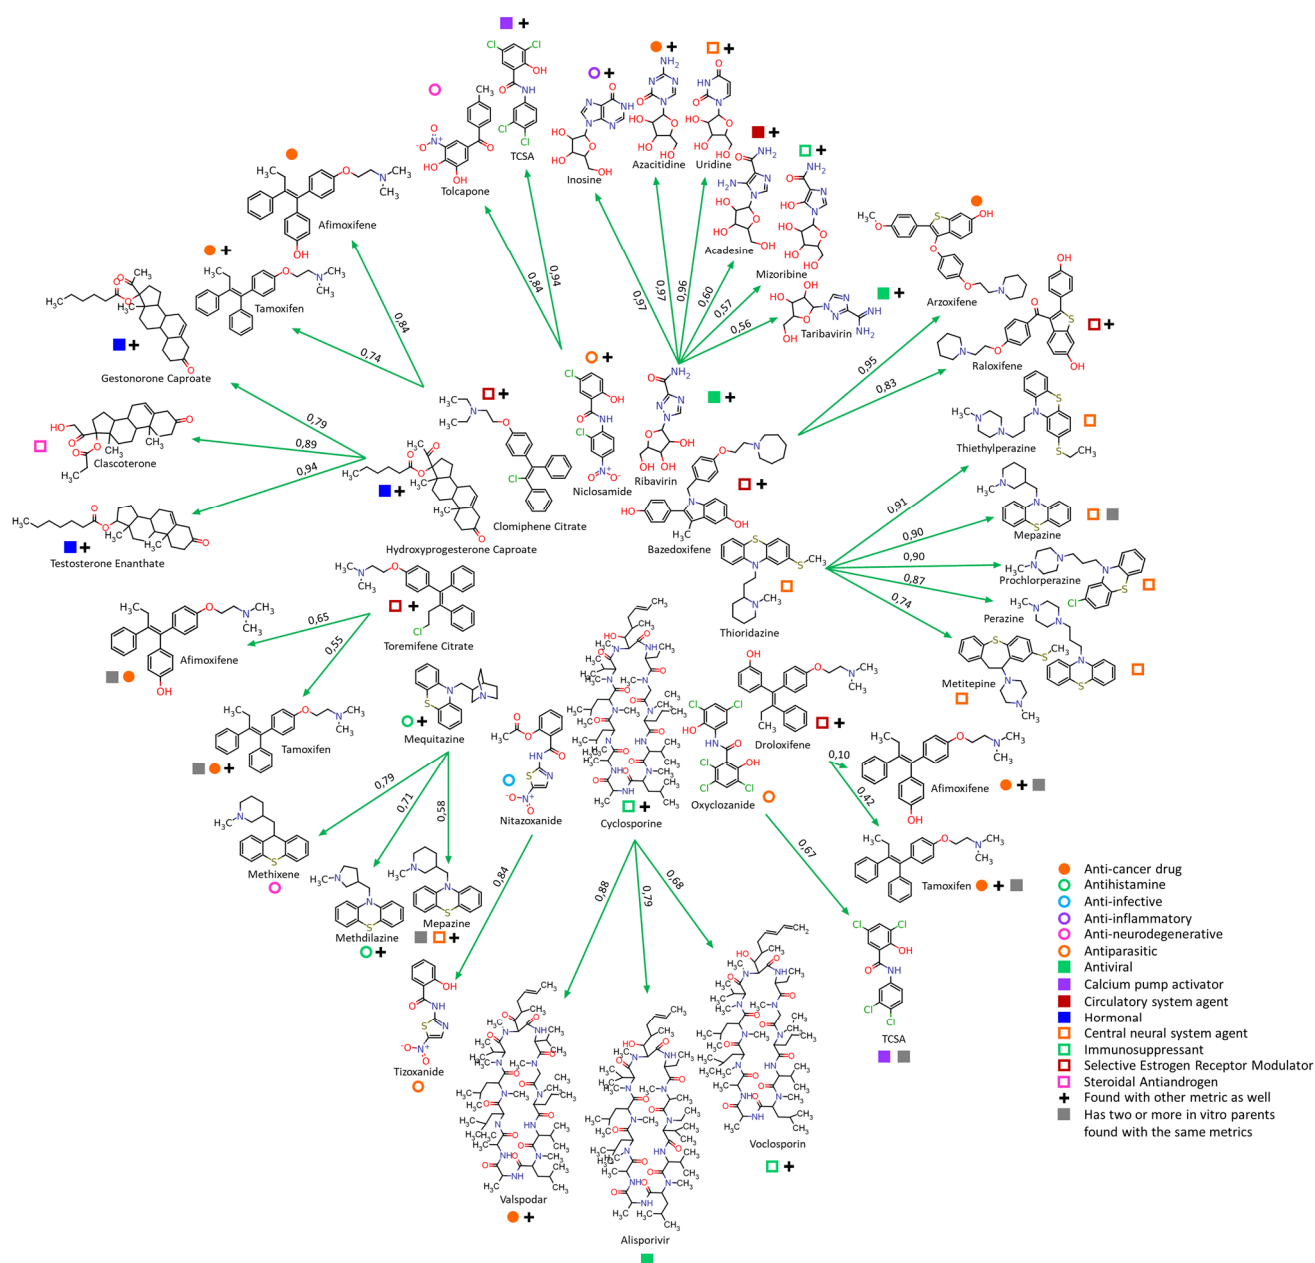 Tolcapone
TCSA
Inosine
Azacitidine
Uridine
Acadesine
Mizoribine
Taribavirin
Afimoxifene
Tamoxifen
Gestonorone Caproate
Clascoterone
Testosterone Enanthate
Arzoxifene
Raloxifene
Thiethylperazine
Mepazine
Prochlorperazine
Perazine
Metitepine
0,84
0,94
0,97
0,97
0,96
0,60
0,57
0,56
0,84
0,74
0,79
0,89
0,94
0,95
0,83
0,91
0,90
0,90
0,87
0,74
Niclosamide
Ribavirin
Clomiphene Citrate
Hydroxyprogesterone Caproate
Bazedoxifene
Thioridazine
Toremifene Citrate
0,65
0,55
Afimoxifene
Tamoxifen
Mequitazine
0,79
0,71
0,58
Methixene
Methdilazine
Mepazine
Nitazoxanide
0,84
Tizoxanide
Cyclosporine
0,88
0,79
0,68
Valspodar
Alisporivir
Voclosporin
Oxyclozanide
0,67
TCSA
Droloxifene
0,10
0,42
Afimoxifene
Tamoxifen
Anti-cancer drug
Antihistamine
Anti-infective
Anti-inflammatory
Anti-neurodegenerative
Antiparasitic
Antiviral
Calcium pump activator
Circulatory system agent
Hormonal
Central neural system agent
Immunosuppressant
Selective Estrogen Receptor Modulator
Steroidal Antiandrogen
Found with other metric as well
Has two or more in vitro parents
found with the same metrics